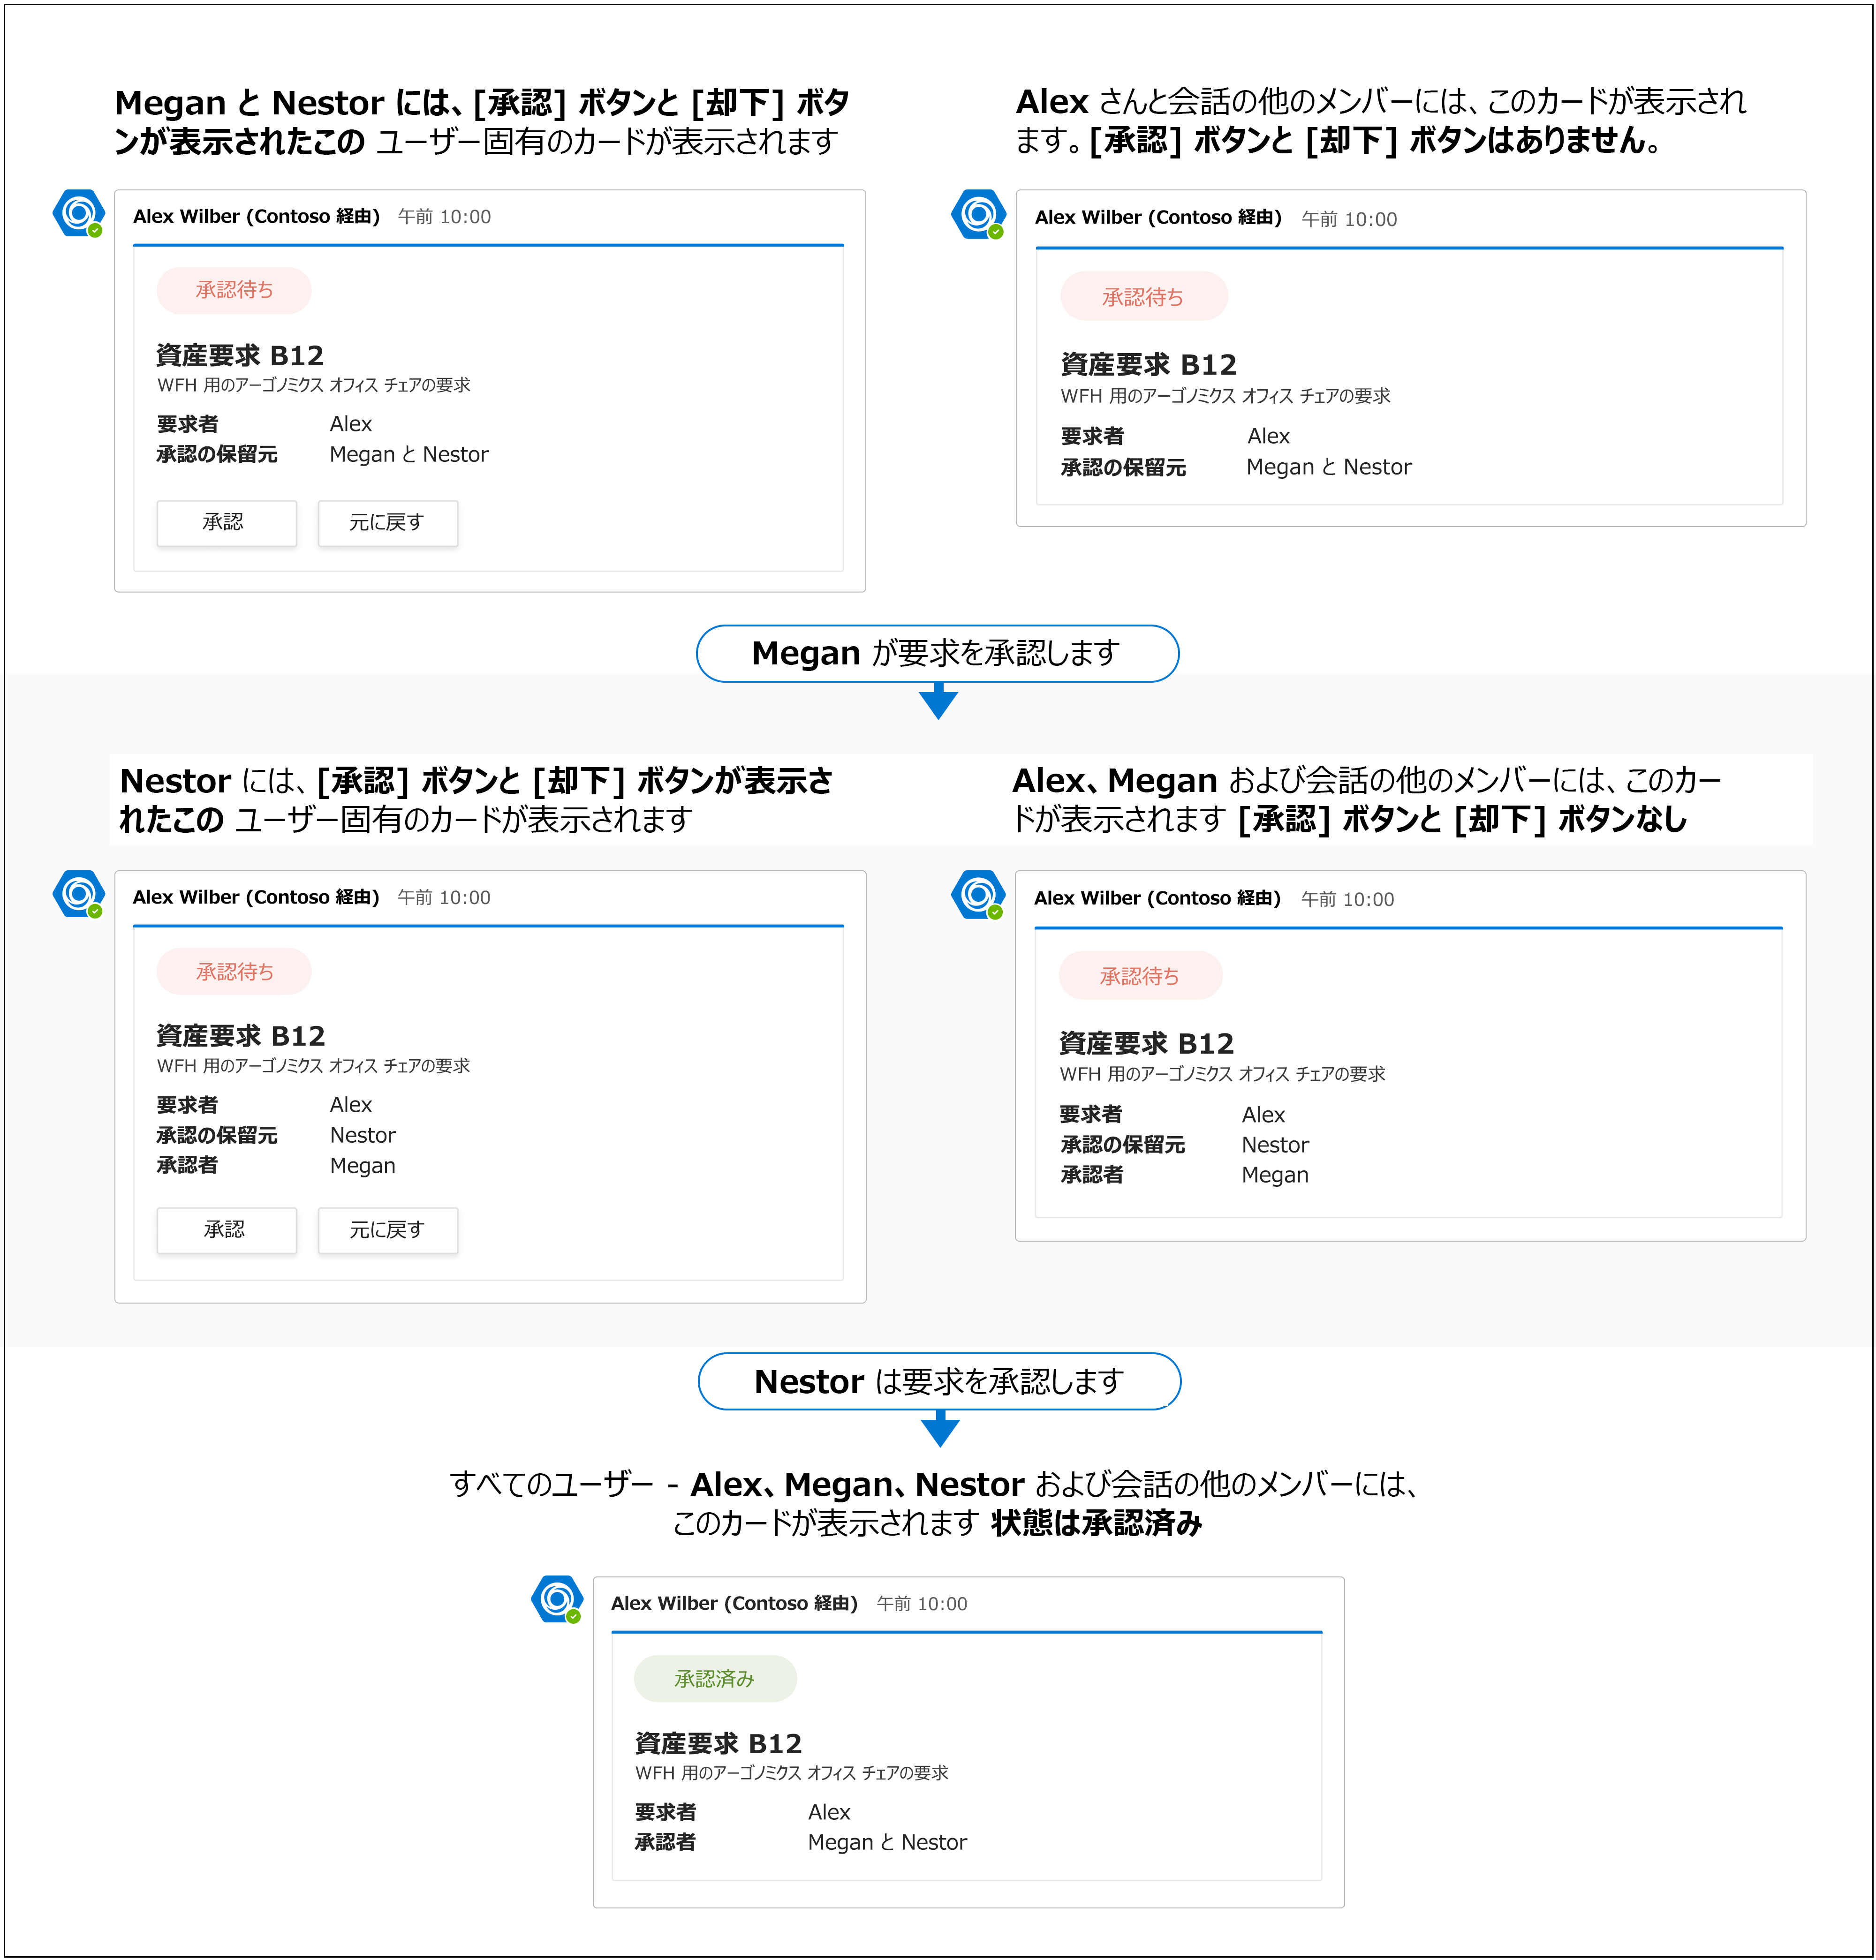 Megan と Nestor には、[承認] ボタンと [却下] ボタ
ンが表示されたこの ユーザー固有のカードが表示されます
Alex Wilber (Contoso 経由) 午前 10:00
承認待ち
資産要求 B12
WFH 用のアーゴノミクス オフィス チェアの要求
要求者 Alex
承認の保留元 Megan と Nestor
承認 元に戻す
Alex さんと会話の他のメンバーには、このカードが表示され
ます。[承認] ボタンと [却下] ボタンはありません。
Alex Wilber (Contoso 経由) 午前 10:00
承認待ち
資産要求 B12
WFH 用のアーゴノミクス オフィス チェアの要求
要求者 Alex
承認の保留元 Megan と Nestor
Megan が要求を承認します
Nestor には、[承認] ボタンと [却下] ボタンが表示さ
れたこの ユーザー固有のカードが表示されます
Alex Wilber (Contoso 経由) 午前 10:00
承認待ち
資産要求 B12
WFH 用のアーゴノミクス オフィス チェアの要求
要求者 Alex
承認の保留元 Nestor
承認者 Megan
承認 元に戻す
Alex、Megan および会話の他のメンバーには、このカー
ドが表示されます [承認] ボタンと [却下] ボタンなし
Alex Wilber (Contoso 経由) 午前 10:00
承認待ち
資産要求 B12
WFH 用のアーゴノミクス オフィス チェアの要求
要求者 Alex
承認の保留元 Nestor
承認者 Megan
Nestor は要求を承認します
すべてのユーザー - Alex、Megan、Nestor および会話の他のメンバーには、
このカードが表示されます 状態は承認済み
Alex Wilber (Contoso 経由) 午前 10:00
承認済み
資産要求 B12
WFH 用のアーゴノミクス オフィス チェアの要求
要求者 Alex
承認者 Megan と Nestor